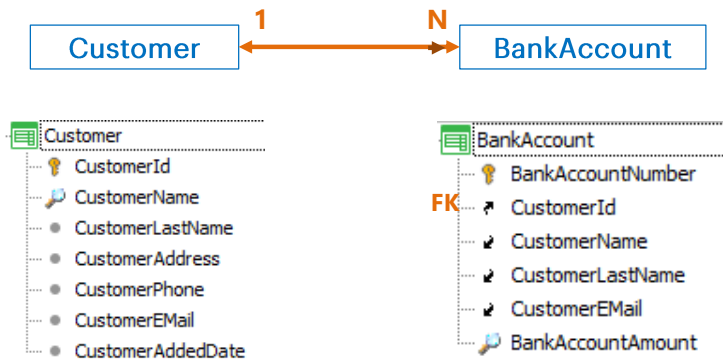 1
N
Customer
BankAccount
Customer
CustomerId
CustomerName
CustomerLastName
CustomerAddress
CustomerPhone
CustomerEMail
CustomerAddedDate
BankAccount
BankAccountNumber
FK
CustomerId
CustomerName
CustomerLastName
CustomerEMail
BankAccountAmount